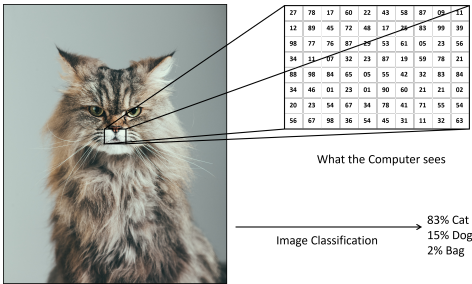 27 78 17 60 22 43 58 87 09 11
12 89 45 72 48 17 26 83 99 39
98 77 76 87 29 53 61 05 23 56
34 11 07 32 23 87 19 59 78 21
88 98 84 65 05 55 42 32 83 84
34 46 01 23 01 90 60 21 21 02
20 23 54 67 34 78 41 71 55 54
56 67 98 36 54 45 31 11 32 63
What the Computer sees
Image Classification
83% Cat
15% Dog
2% Bag